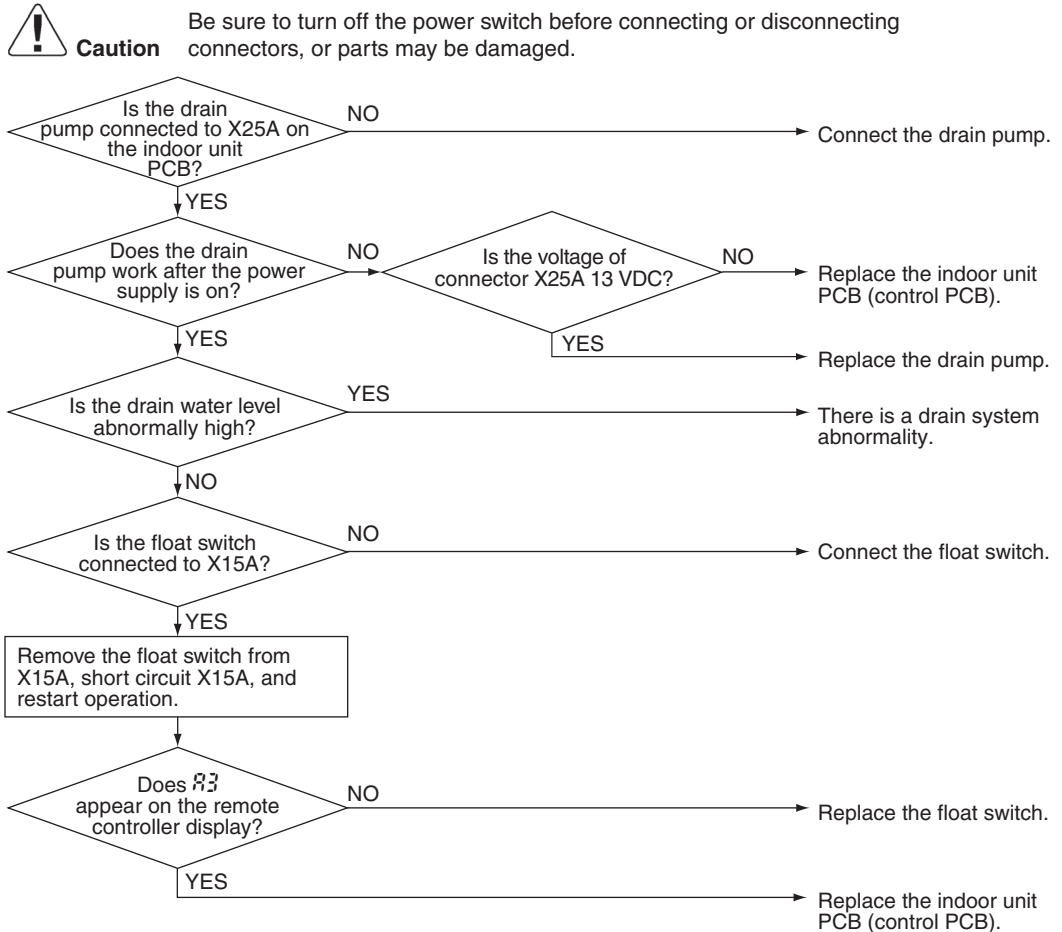 Be sure to turn off the power switch before connecting or disconnecting
Caution connectors, or parts may be damaged.
Is the drain
pump connected to X25A on
the indoor unit
PCB?
NO
Connect the drain pump.
YES
Does the drain
pump work after the power
supply is on?
NO
Is the voltage of
connector X25A 13 VDC?
NO
Replace the indoor unit
PCB (control PCB).
YES
Replace the drain pump.
YES
Is the drain water level
abnormally high?
YES
There is a drain system
abnormality.
NO
Is the float switch
connected to X15A?
NO
Connect the float switch.
YES
Remove the float switch from
X15A, short circuit X15A, and
restart operation.
Does A3
appear on the remote
controller display?
NO
Replace the float switch.
YES
Replace the indoor unit
PCB (control PCB).